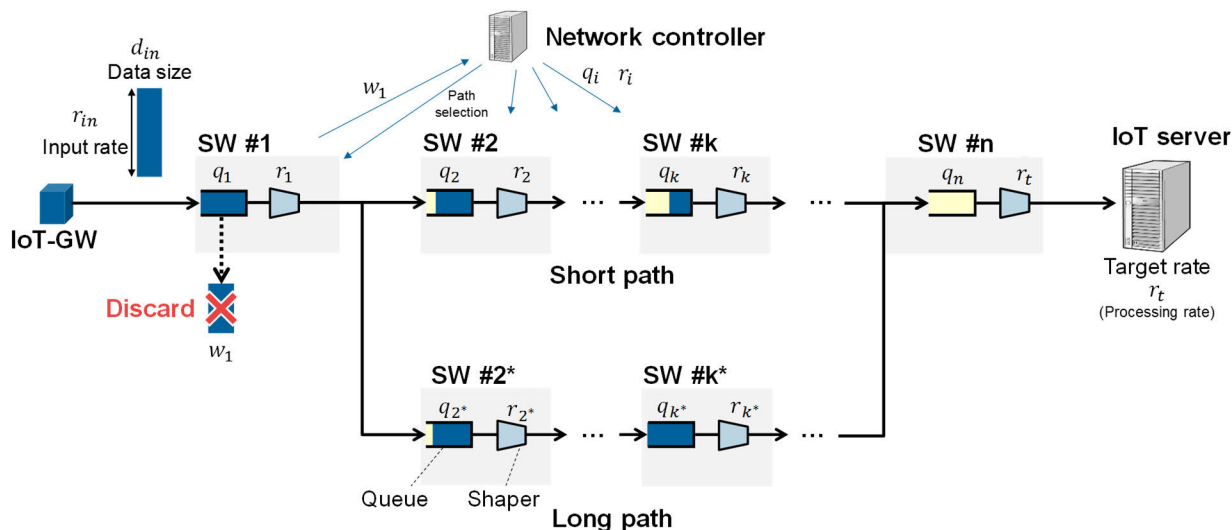 Network controller
d_in
Data size
r_in
Input rate
w_1
Path
selection
q_i r_i
SW #1
SW #2
SW #k
SW #n
IoT server
q_1 r_1
q_2 r_2
q_k r_k
q_n r_t
...
...
IoT-GW
Short path
Target rate
r_t
(Processing rate)
Discard
w_1
SW #2*
SW #k*
q_2* r_2*
q_k* r_k*
...
...
Queue
Shaper
Long path